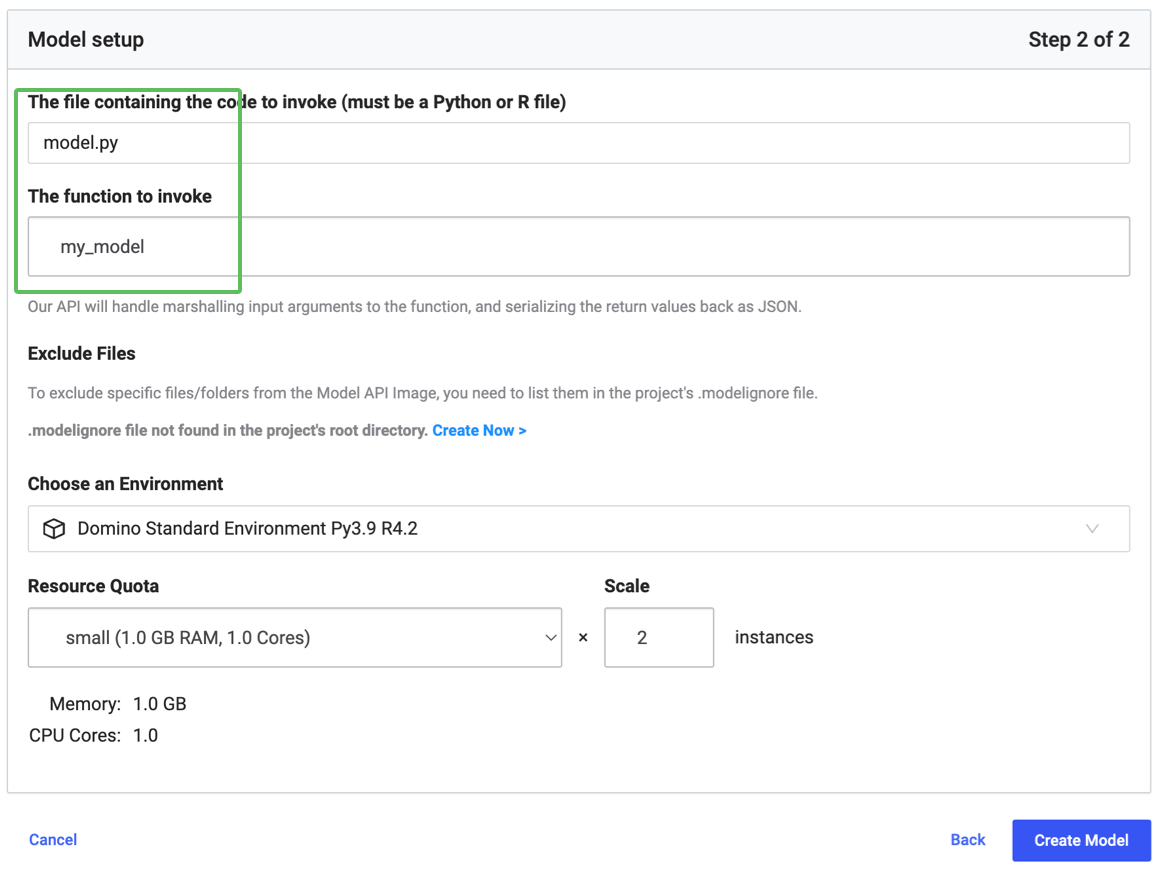 Model setup
Step 2 of 2
The file containing the code to invoke (must be a Python or R file)
model.py
The function to invoke
my_model
Our API will handle marshalling input arguments to the function, and serializing the return values back as JSON.
Exclude Files
To exclude specific files/folders from the Model API Image, you need to list them in the project's .modelignore file.
.modelignore file not found in the project's root directory. Create Now >
Choose an Environment
Domino Standard Environment Py3.9 R4.2
Resource Quota
Scale
small (1.0 GB RAM, 1.0 Cores)
×
2
instances
Memory: 1.0 GB
CPU Cores: 1.0
Cancel
Back
Create Model